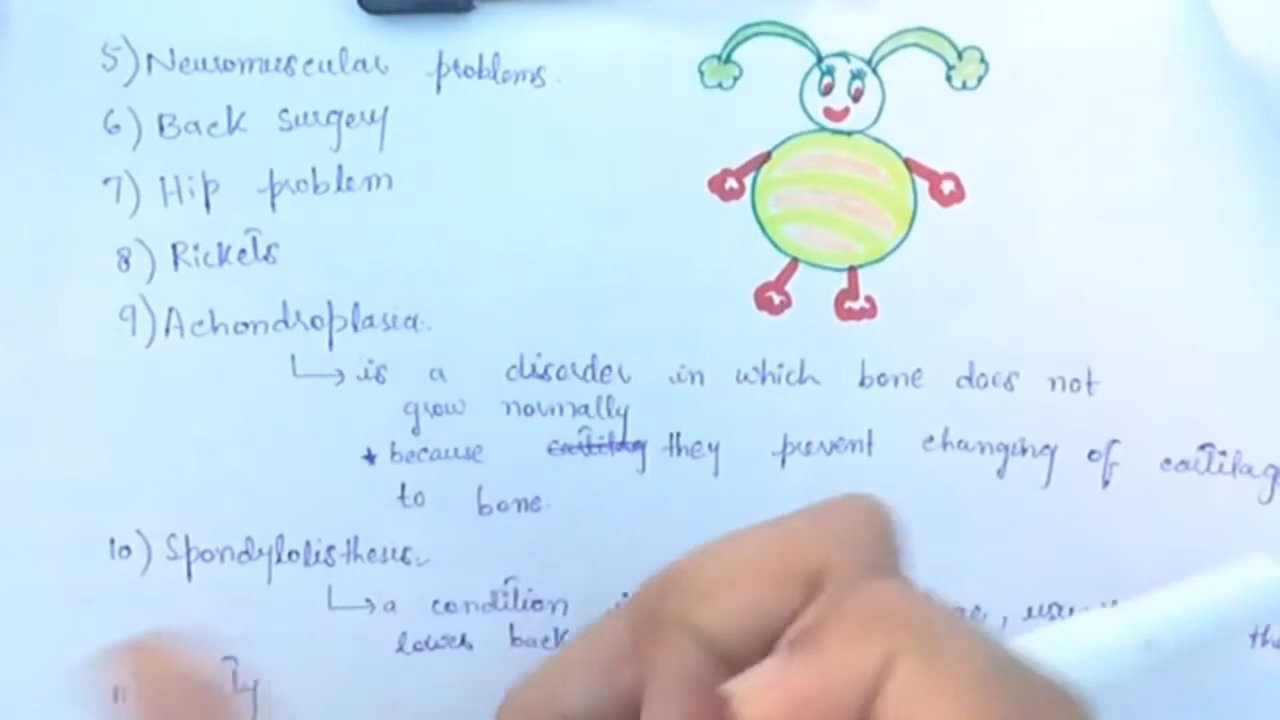 5) Neuromuscular problems.
6) Back surgery
7) Hip problem
8) Rickets
9) Achondroplasia.
is a disorder in which bone does not
grow normally
* because they prevent changing of cartilag
to bone.
10) Spondylolisthesis.
a condition
lower back